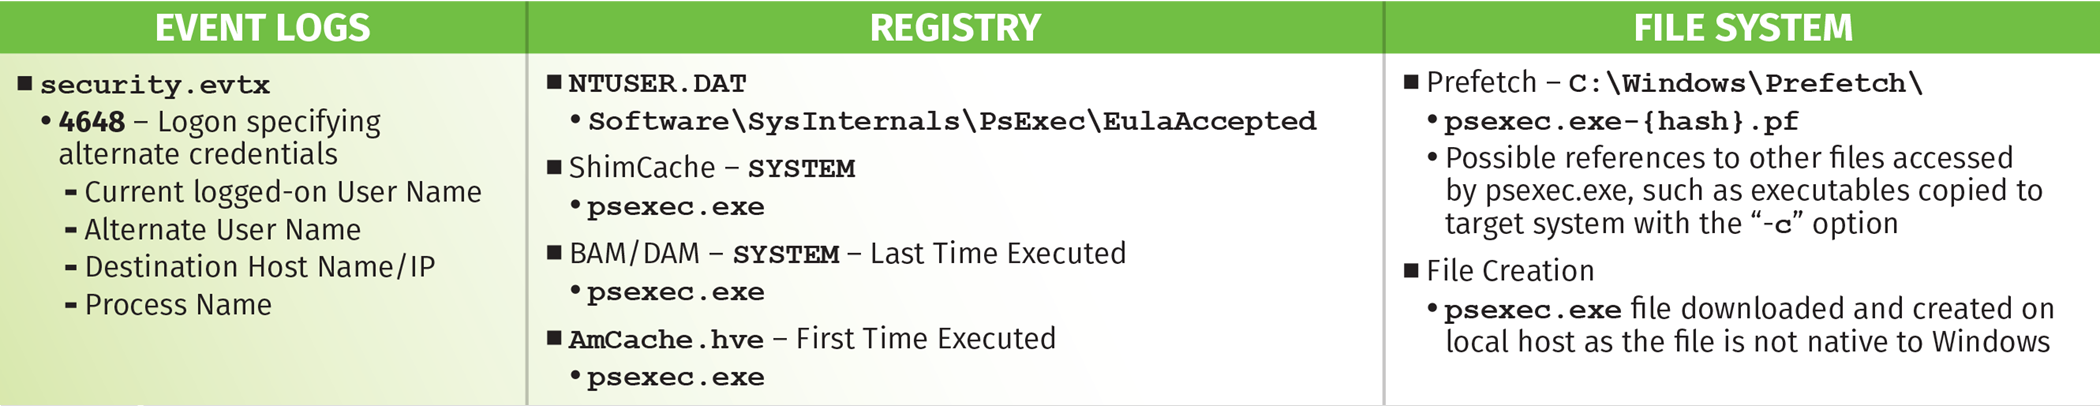 EVENT LOGS
■ security.evtx
• 4648 – Logon specifying
alternate credentials
- Current logged-on User Name
- Alternate User Name
- Destination Host Name/IP
- Process Name
REGISTRY
■ NTUSER.DAT
• Software\SysInternals\PsExec\EulaAccepted
■ ShimCache – SYSTEM
• psexec.exe
■ BAM/DAM – SYSTEM – Last Time Executed
• psexec.exe
■ AmCache.hve – First Time Executed
• psexec.exe
FILE SYSTEM
■ Prefetch – C:\Windows\Prefetch\
• psexec.exe-{hash}.pf
• Possible references to other files accessed
by psexec.exe, such as executables copied to
target system with the “-c” option
■ File Creation
• psexec.exe file downloaded and created on
local host as the file is not native to Windows